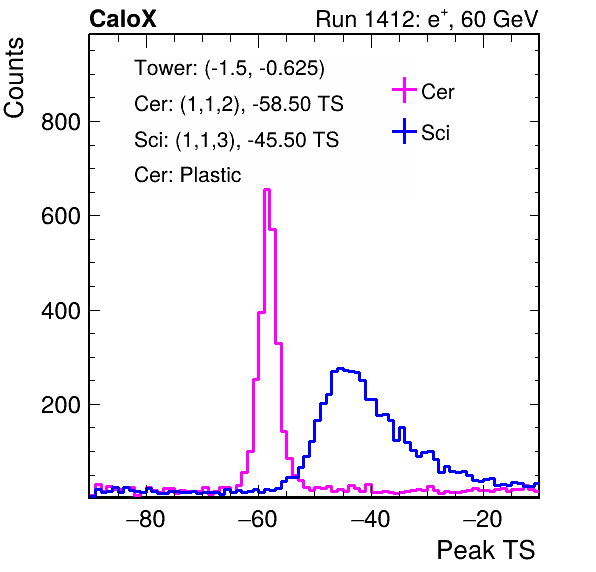 CaloX Run 1412: e⁺, 60 GeV
Counts
Tower: (-1.5, -0.625)
Cer: (1,1,2), -58.50 TS
Sci: (1,1,3), -45.50 TS
Cer: Plastic
Cer
Sci
800
600
400
200
−80 −60 −40 −20
Peak TS